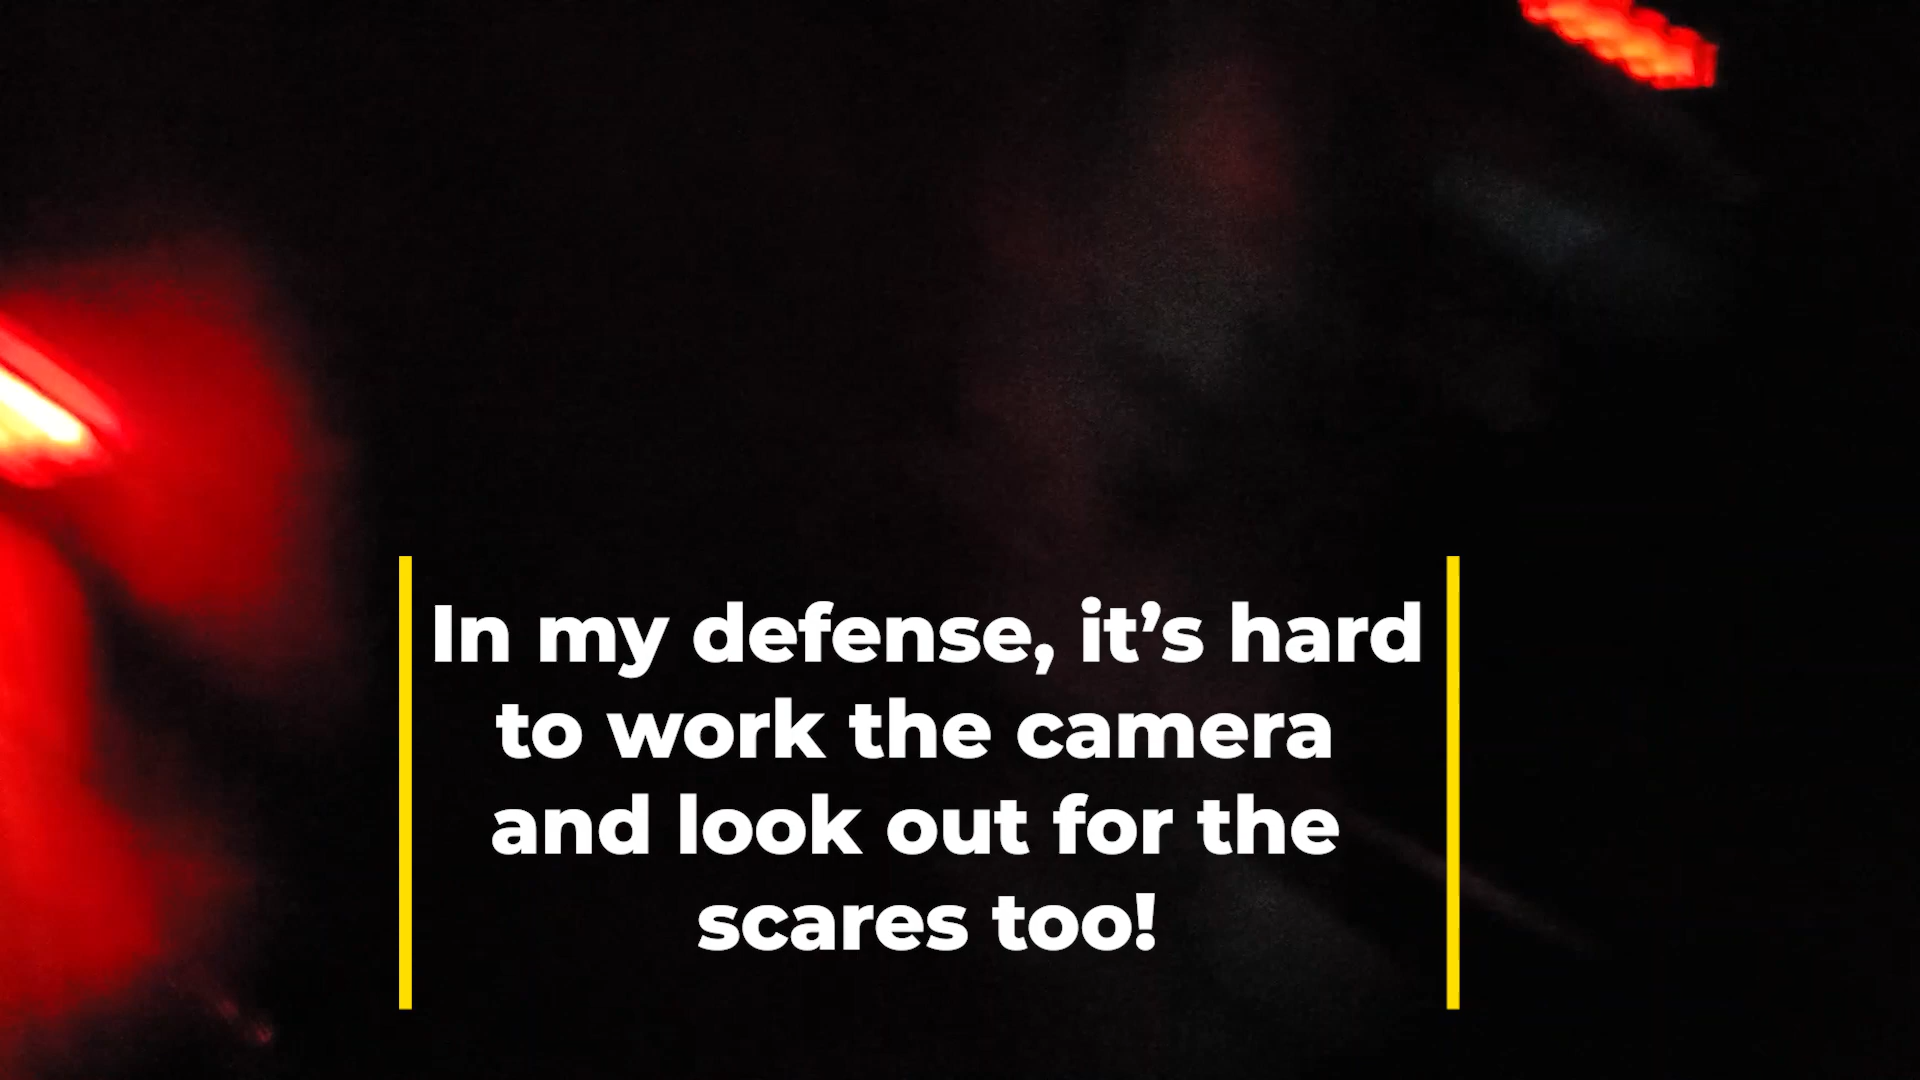 In my defense, it’s hard
to work the camera
and look out for the
scares too!